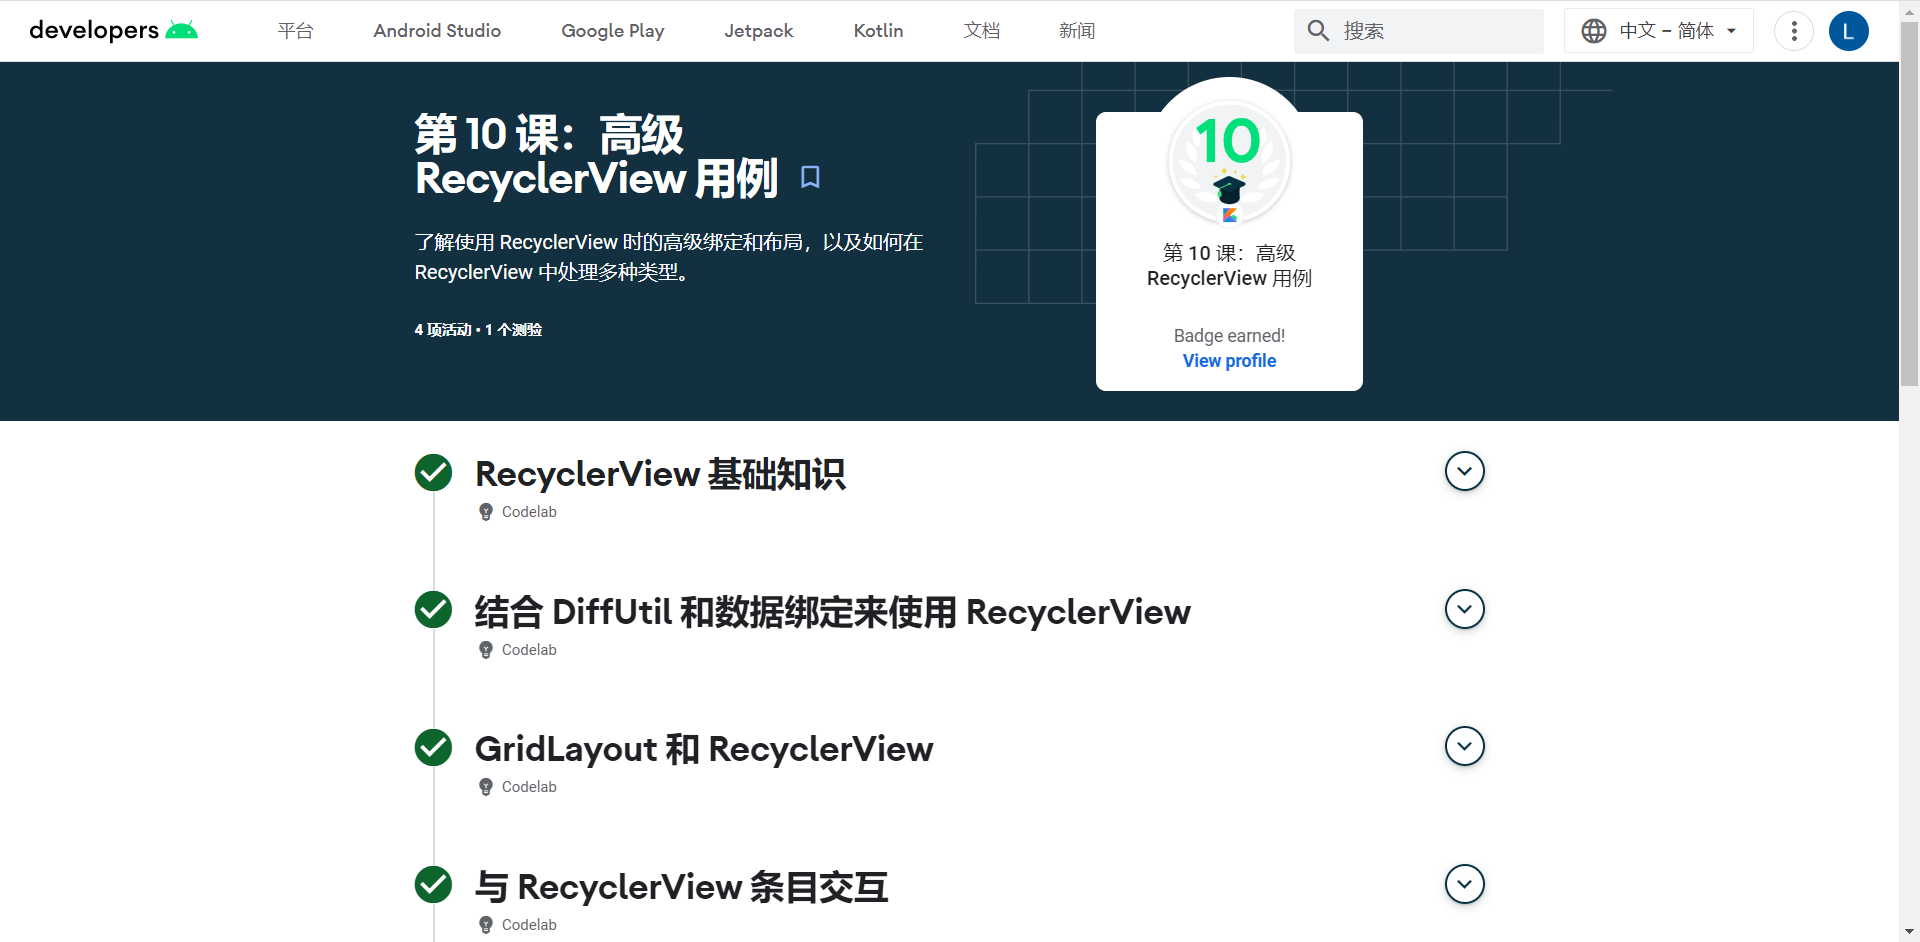 developers
平台
Android Studio
Google Play
Jetpack
Kotlin
文档
新闻
搜索
中文 – 简体
L
第 10 课：高级
RecyclerView 用例
了解使用 RecyclerView 时的高级绑定和布局，以及如何在
RecyclerView 中处理多种类型。
4 项活动 • 1 个测验
10
第 10 课：高级
RecyclerView 用例
Badge earned!
View profile
RecyclerView 基础知识
Codelab
结合 DiffUtil 和数据绑定来使用 RecyclerView
Codelab
GridLayout 和 RecyclerView
Codelab
与 RecyclerView 条目交互
Codelab